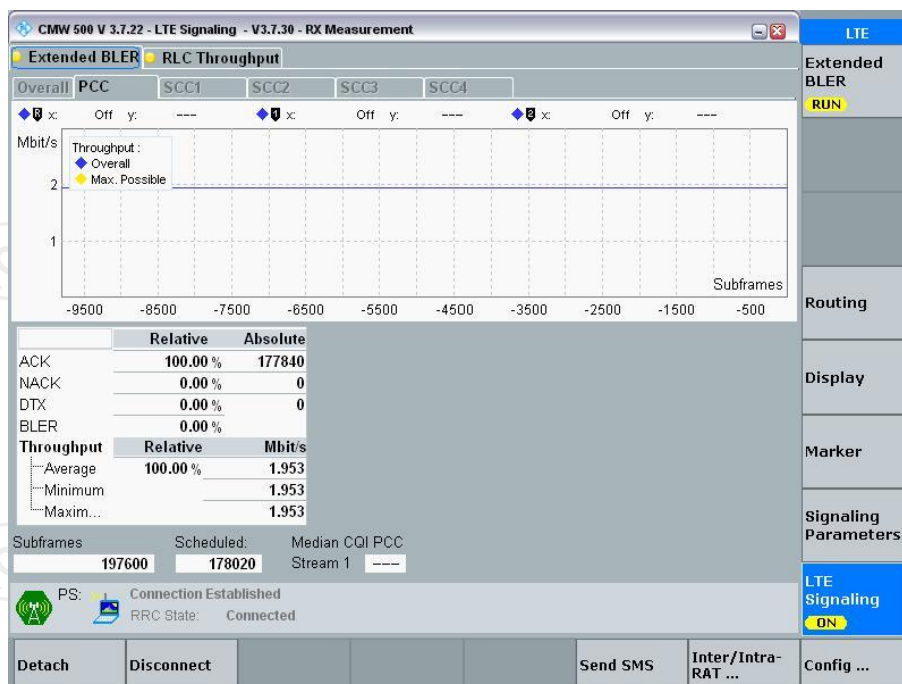 CMW 500 V 3.7.22 - LTE Signaling - V3.7.30 - RX Measurement
LTE
Extended BLER RLC Throughput
Extended
BLER
RUN
Overall PCC SCC1 SCC2 SCC3 SCC4
R x: Off y: --- 1 x: Off y: --- 2 x: Off y: ---
Mbit/s
Throughput :
Overall
Max. Possible
2
1
Subframes
-9500 -8500 -7500 -6500 -5500 -4500 -3500 -2500 -1500 -500
Routing
Relative Absolute
ACK 100.00 % 177840
NACK 0.00 % 0
DTX 0.00 % 0
BLER 0.00 %
Throughput Relative Mbit/s
Average 100.00 % 1.953
Minimum 1.953
Maxim... 1.953
Display
Marker
Signaling
Parameters
Subframes Scheduled: Median CQI PCC
197600 178020 Stream 1 ---
PS: Connection Established
RRC State: Connected
LTE
Signaling
ON
Detach Disconnect Send SMS Inter/Intra-
RAT ... Config ...